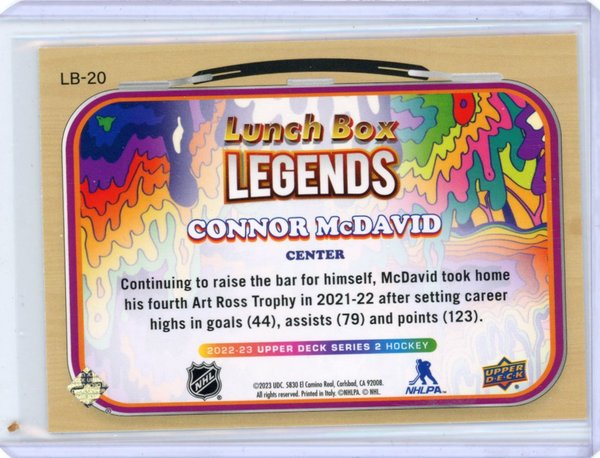 LB-20
Lunch Box
LEGENDS
CONNOR McDAVID
CENTER
Continuing to raise the bar for himself, McDavid took home
his fourth Art Ross Trophy in 2021-22 after setting career
highs in goals (44), assists (79) and points (123).
2022-23 UPPER DECK SERIES 2 HOCKEY
©2023 UDC. 5830 El Camino Real, Carlsbad, CA 92008.
All rights reserved. Printed in Italy. ©NHLPA. © NHL.
NHL
NHLPA
UPPER
DECK